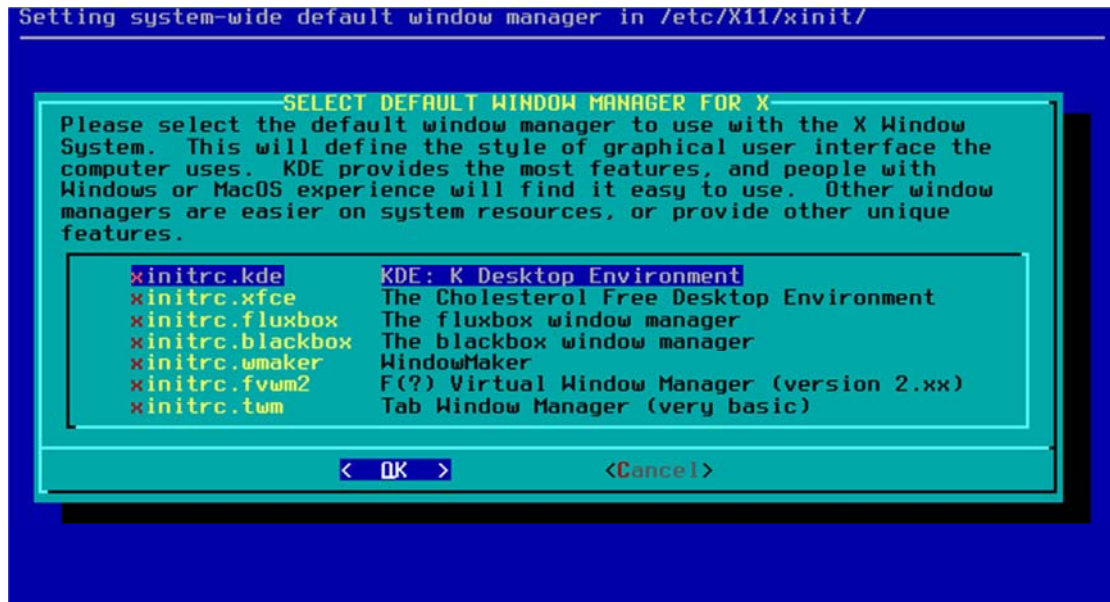 Setting system-wide default window manager in /etc/X11/xinit/
SELECT DEFAULT WINDOW MANAGER FOR X
Please select the default window manager to use with the X Window
System.  This will define the style of graphical user interface the
computer uses.  KDE provides the most features, and people with
Windows or MacOS experience will find it easy to use.  Other window
managers are easier on system resources, or provide other unique
features.
xinitrc.kde KDE: K Desktop Environment
xinitrc.xfce The Cholesterol Free Desktop Environment
xinitrc.fluxbox The fluxbox window manager
xinitrc.blackbox The blackbox window manager
xinitrc.wmaker WindowMaker
xinitrc.fvwm2 F(?) Virtual Window Manager (version 2.xx)
xinitrc.twm Tab Window Manager (very basic)
< OK > <Cancel>